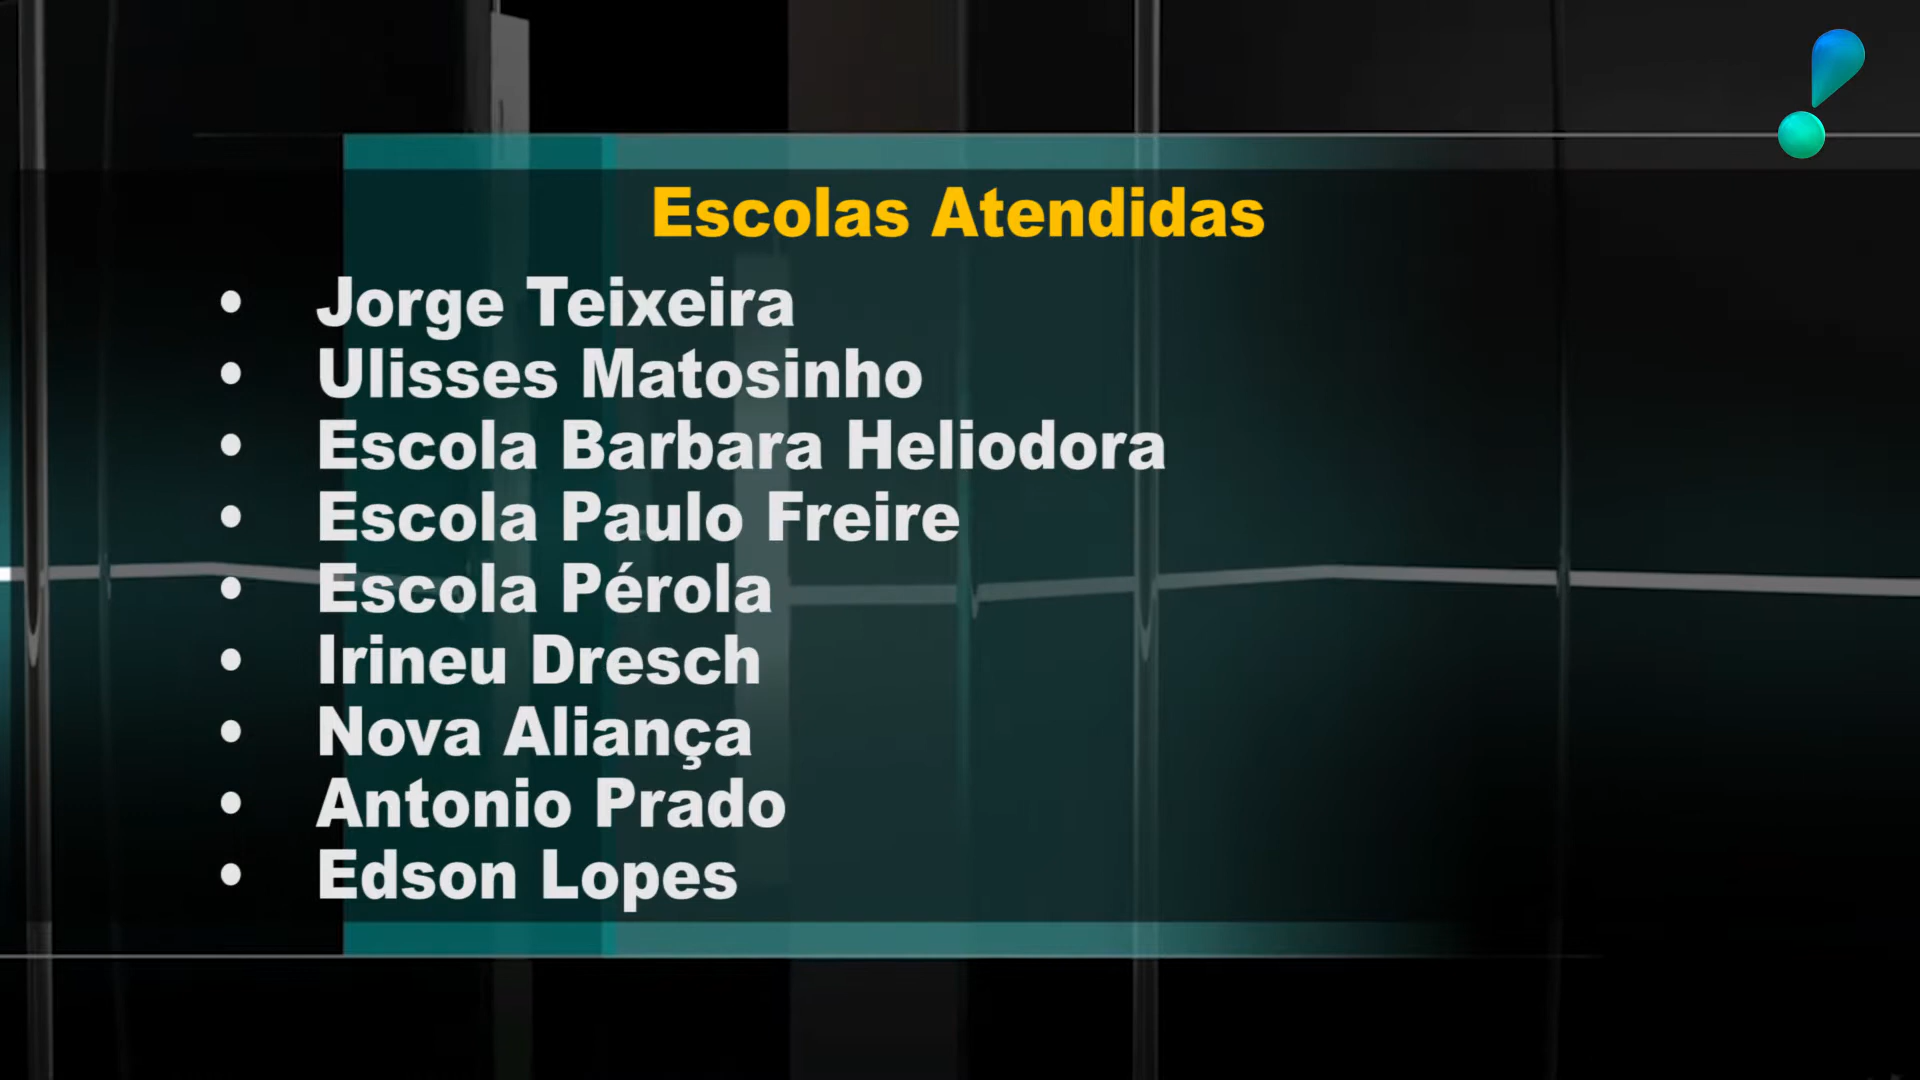 Escolas Atendidas
• Jorge Teixeira
• Ulisses Matosinho
• Escola Barbara Heliodora
• Escola Paulo Freire
• Escola Pérola
• Irineu Dresch
• Nova Aliança
• Antonio Prado
• Edson Lopes